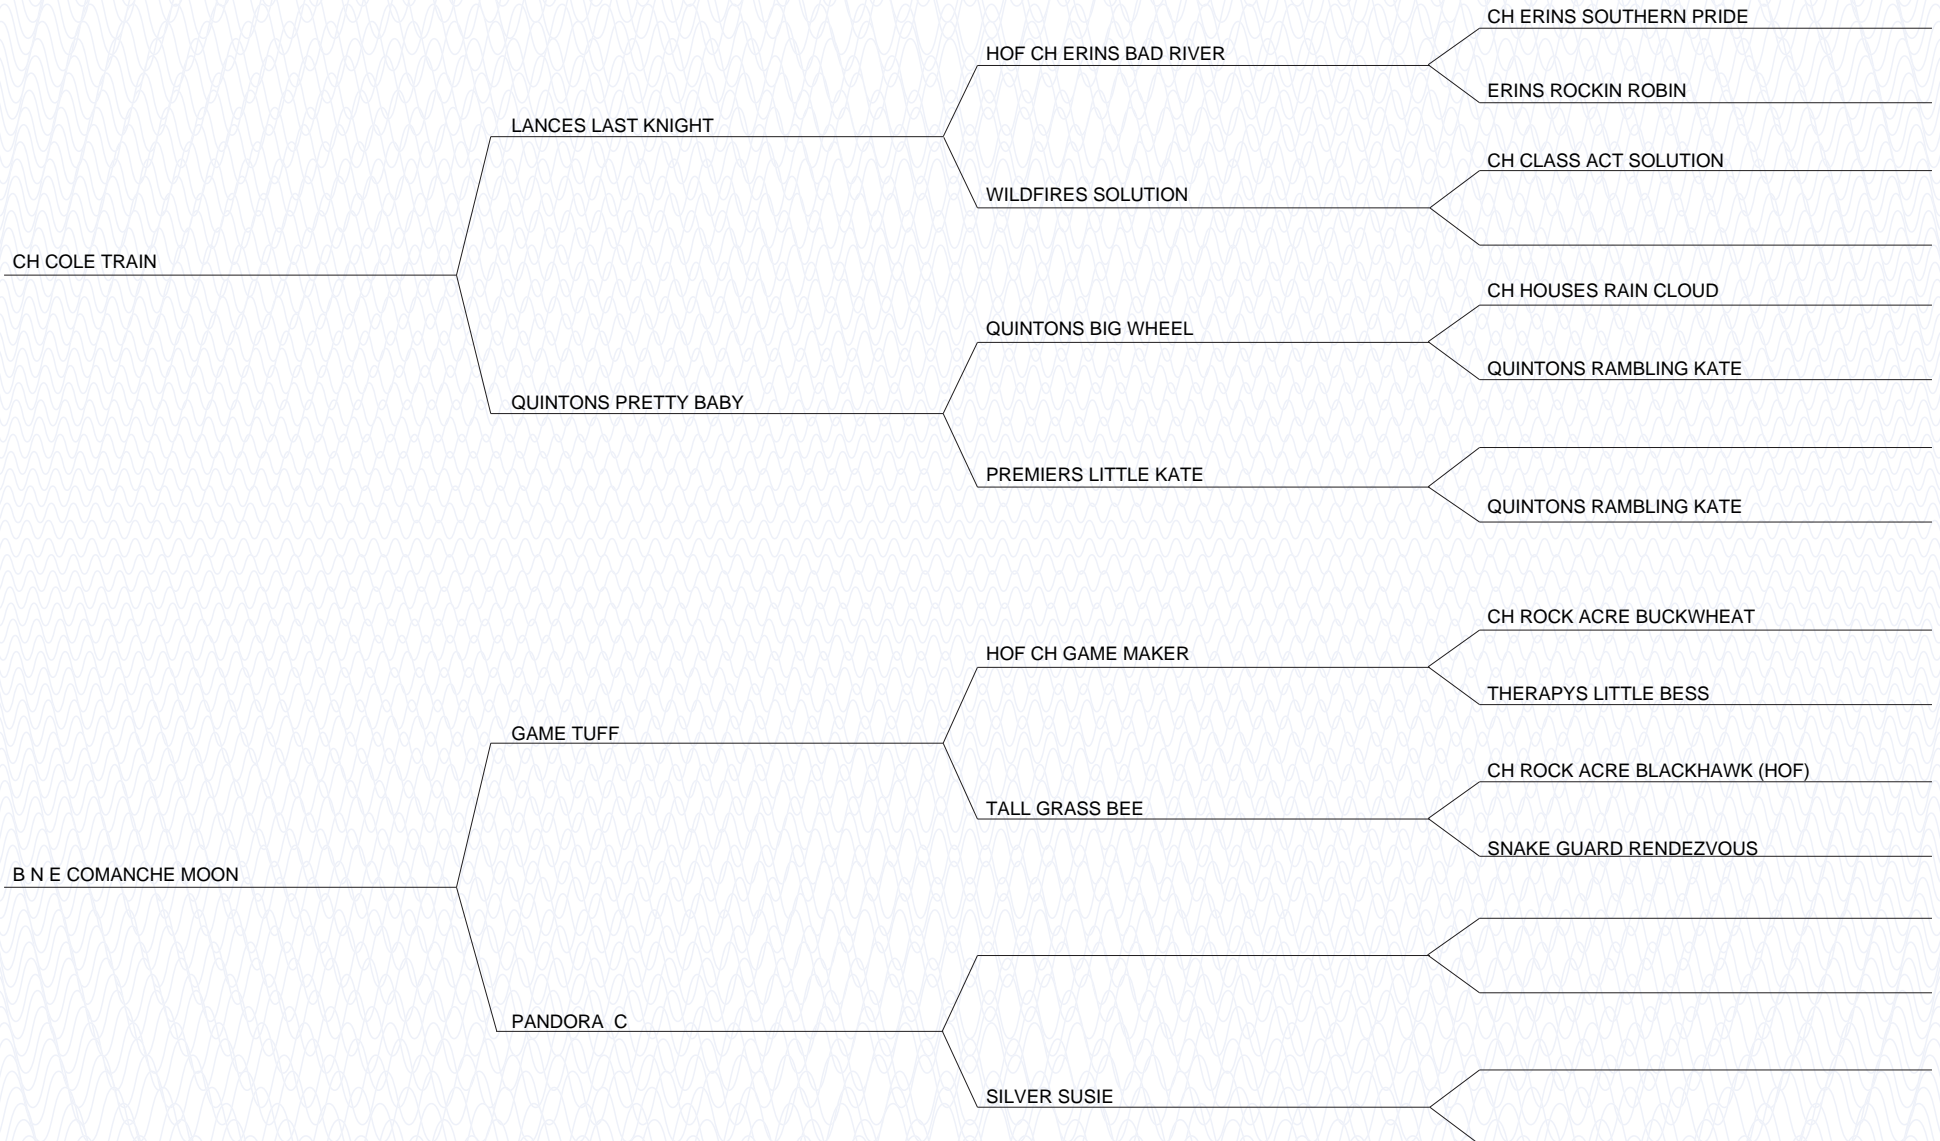 CH ERINS SOUTHERN PRIDE
HOF CH ERINS BAD RIVER
ERINS ROCKIN ROBIN
LANCES LAST KNIGHT
CH CLASS ACT SOLUTION
WILDFIRES SOLUTION
CH COLE TRAIN
CH HOUSES RAIN CLOUD
QUINTONS BIG WHEEL
QUINTONS RAMBLING KATE
QUINTONS PRETTY BABY
PREMIERS LITTLE KATE
QUINTONS RAMBLING KATE
CH ROCK ACRE BUCKWHEAT
HOF CH GAME MAKER
THERAPYS LITTLE BESS
GAME TUFF
CH ROCK ACRE BLACKHAWK (HOF)
TALL GRASS BEE
SNAKE GUARD RENDEZVOUS
B N E COMANCHE MOON
PANDORA  C
SILVER SUSIE